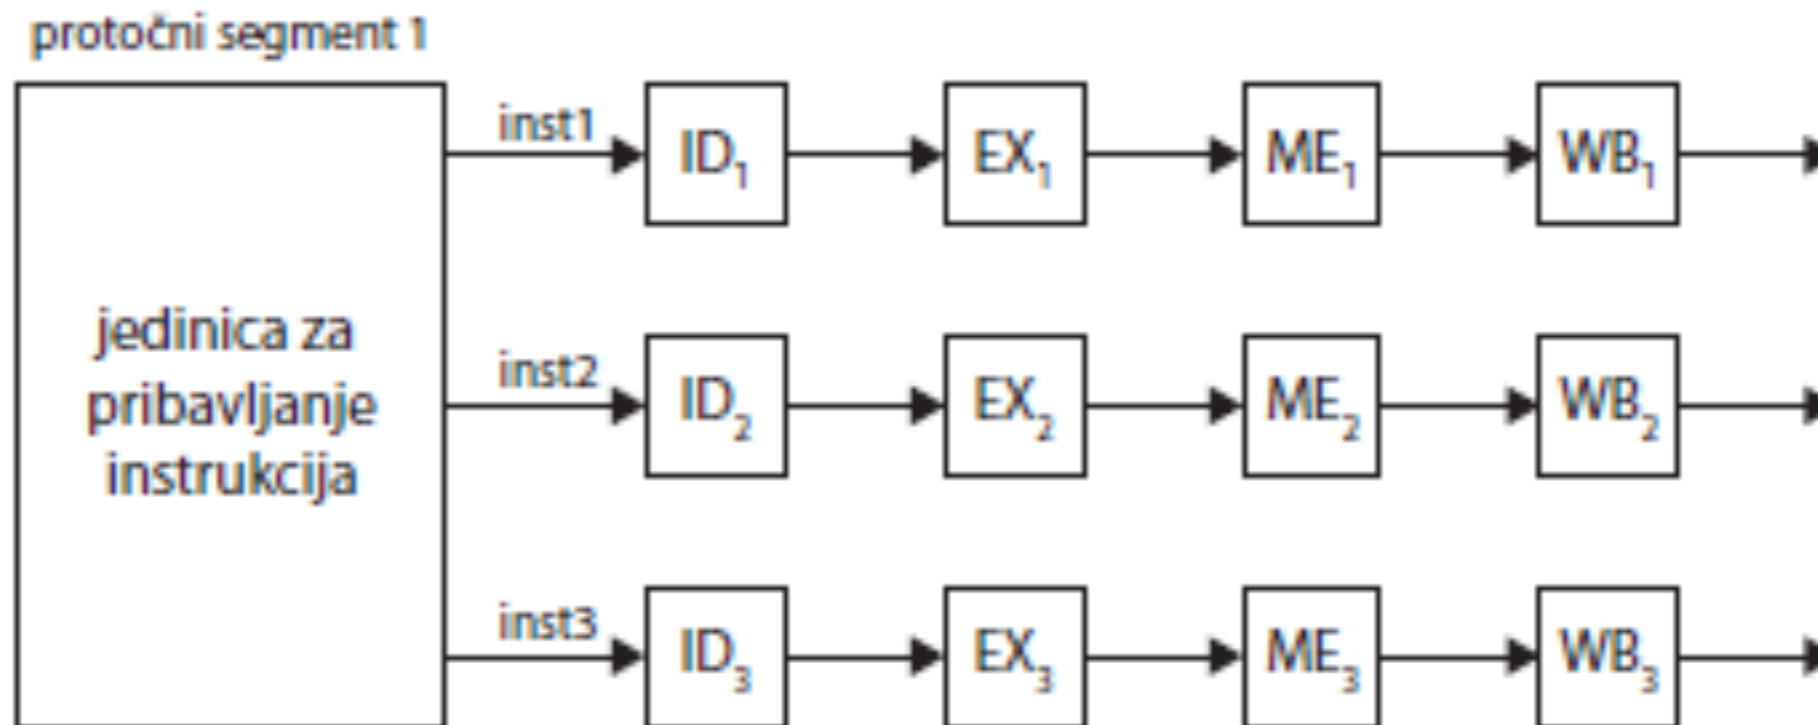 protočni segment 1
jedinica za
pribavljanje
instrukcija
inst1
ID1
EX1
ME1
WB1
inst2
ID2
EX2
ME2
WB2
inst3
ID3
EX3
ME3
WB3